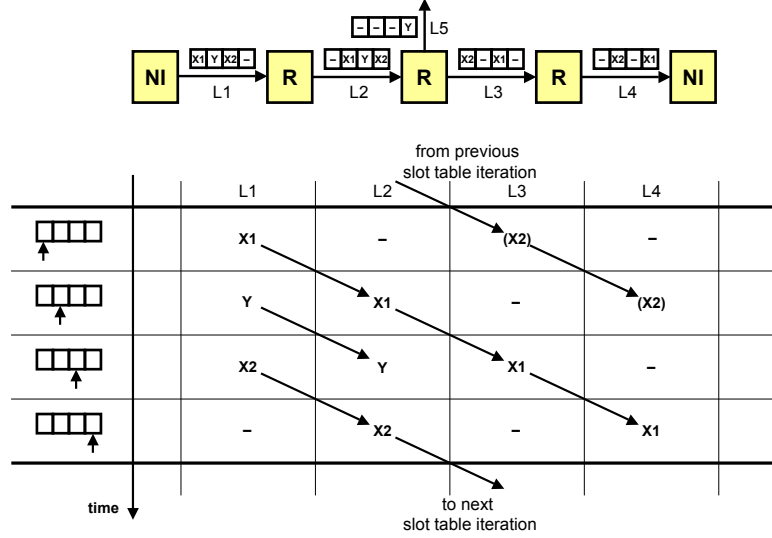 – – – Y
L5
X1 Y X2 –
– X1 Y X2
X2 – X1 –
– X2 – X1
NI
R
R
R
NI
L1
L2
L3
L4
from previous
slot table iteration
L1 L2 L3 L4
X1 – (X2) –
Y X1 – (X2)
X2 Y X1 –
– X2 – X1
time
to next
slot table iteration